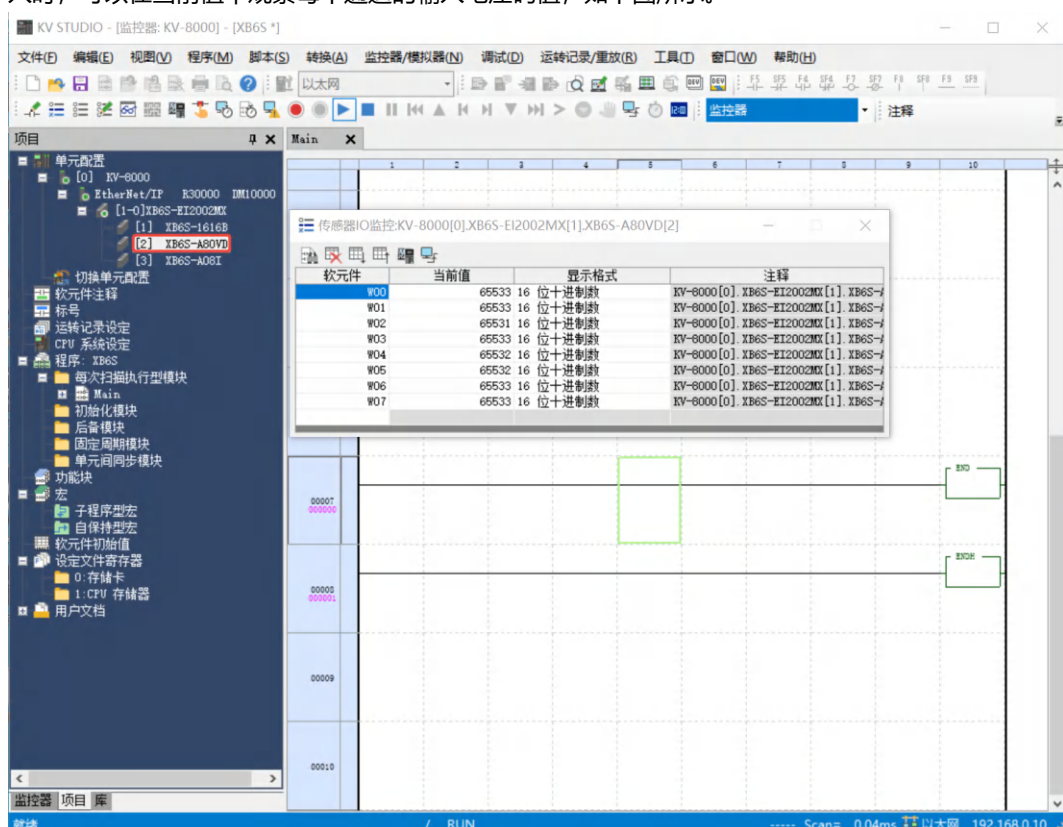 KV STUDIO - [监控器: KV-8000] - [XB6S *]
文件(F) 编辑(E) 视图(V) 程序(M) 脚本(S) 转换(A) 监控器/模拟器(N) 调试(D) 运转记录/重放(R) 工具(T) 窗口(W) 帮助(H)
以太网
监控器 注释
项目
Main
单元配置
[0] KV-8000
EtherNet/IP R30000 DM10000
[1-0]XB6S-EI2002MX
[1] XB6S-1616B
[2] XB6S-A80VD
[3] XB6S-A08I
切换单元配置
软元件注释
标号
运转记录设定
CPU 系统设定
程序: XB6S
每次扫描执行型模块
Main
初始化模块
后备模块
固定周期模块
单元间同步模块
功能块
宏
子程序型宏
自保持型宏
软元件初始值
设定文件寄存器
0:存储卡
1:CPU 存储器
用户文档
监控器 项目 库
1 2 3 4 5 6 7 8 9 10
传感器IO监控:KV-8000[0].XB6S-EI2002MX[1].XB6S-A80VD[2]
软元件 当前值 显示格式 注释
W00 65533 16 位十进制数 KV-8000[0].XB6S-EI2002MX[1].XB6S-A
W01 65533 16 位十进制数 KV-8000[0].XB6S-EI2002MX[1].XB6S-A
W02 65531 16 位十进制数 KV-8000[0].XB6S-EI2002MX[1].XB6S-A
W03 65533 16 位十进制数 KV-8000[0].XB6S-EI2002MX[1].XB6S-A
W04 65532 16 位十进制数 KV-8000[0].XB6S-EI2002MX[1].XB6S-A
W05 65532 16 位十进制数 KV-8000[0].XB6S-EI2002MX[1].XB6S-A
W06 65533 16 位十进制数 KV-8000[0].XB6S-EI2002MX[1].XB6S-A
W07 65533 16 位十进制数 KV-8000[0].XB6S-EI2002MX[1].XB6S-A
END
00007
000000
ENDH
00008
000001
00009
00010
就绪 / RUN ----- Scan= 0.04ms 以太网 192.168.0.10